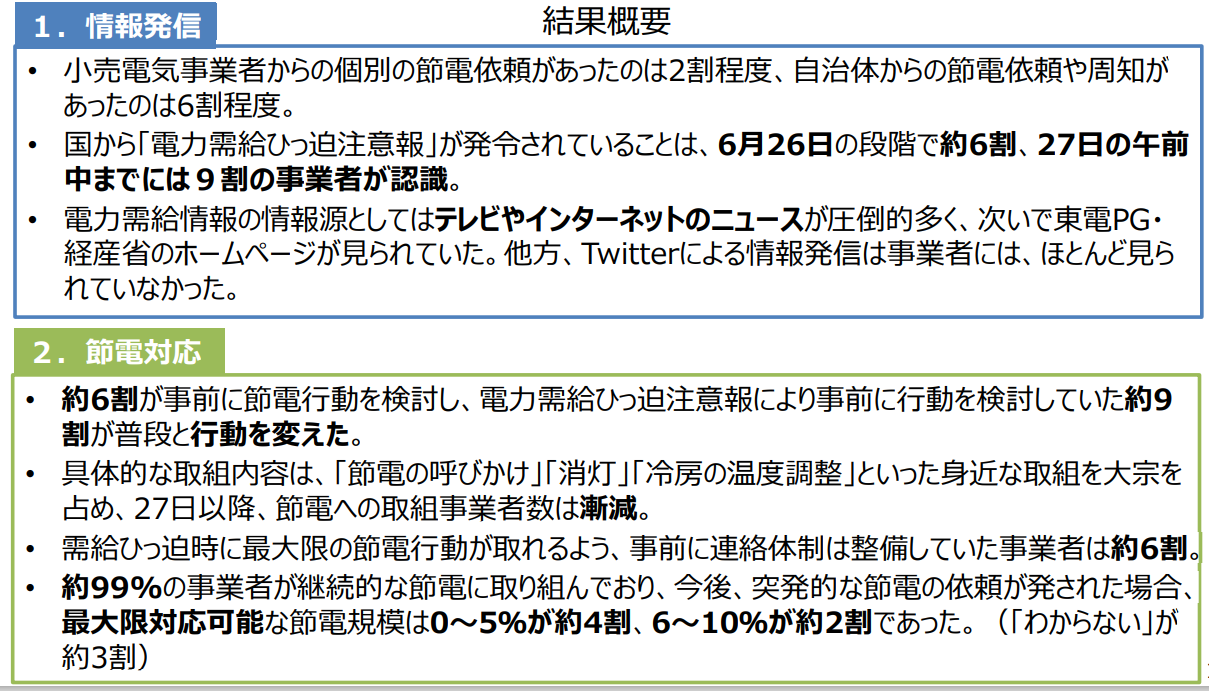 結果概要
1．情報発信
• 小売電気事業者からの個別の節電依頼があったのは2割程度、自治体からの節電依頼や周知が
あったのは6割程度。
• 国から「電力需給ひっ迫注意報」が発令されていることは、6月26日の段階で約6割、27日の午前
中までには９割の事業者が認識。
• 電力需給情報の情報源としてはテレビやインターネットのニュースが圧倒的多く、次いで東電PG・
経産省のホームページが見られていた。他方、Twitterによる情報発信は事業者には、ほとんど見ら
れていなかった。
2．節電対応
• 約6割が事前に節電行動を検討し、電力需給ひっ迫注意報により事前に行動を検討していた約9
割が普段と行動を変えた。
• 具体的な取組内容は、「節電の呼びかけ」「消灯」「冷房の温度調整」といった身近な取組を大宗を
占め、27日以降、節電への取組事業者数は漸減。
• 需給ひっ迫時に最大限の節電行動が取れるよう、事前に連絡体制は整備していた事業者は約6割。
• 約99%の事業者が継続的な節電に取り組んでおり、今後、突発的な節電の依頼が発された場合、
最大限対応可能な節電規模は0～5%が約4割、6～10%が約2割であった。（「わからない」が
約3割）